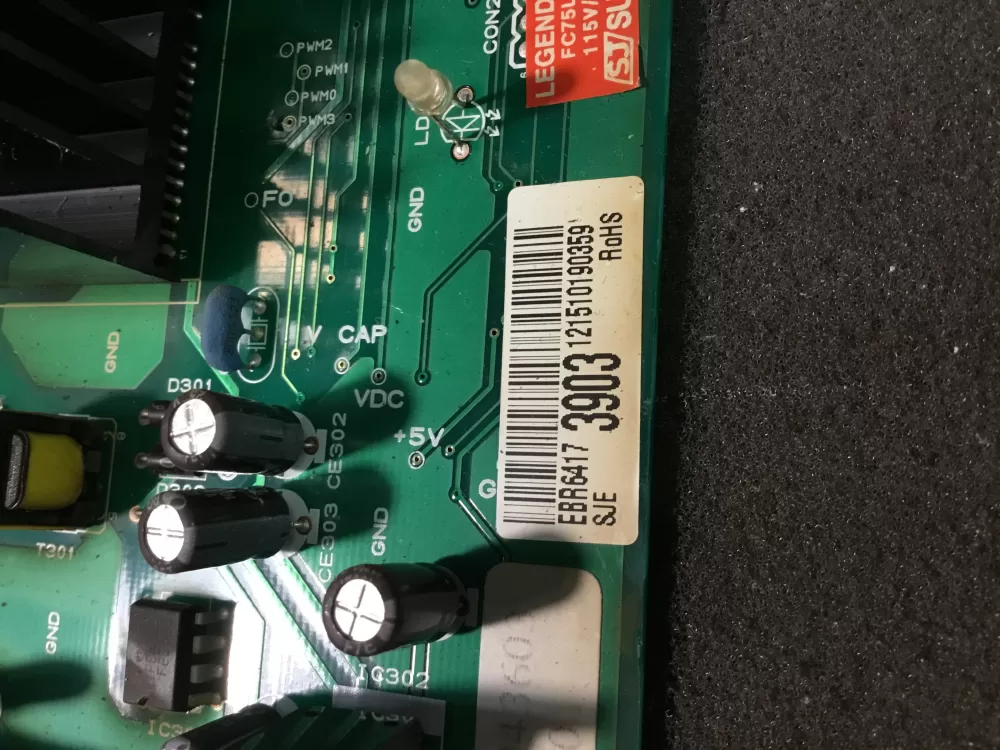 CON2
LEGEND
FC75L
115V/
SJ/SU
PWM2
PWM1
PWM0
PWM3
LD
FO
GND
V CAP
VDC
+5V
GND
D301
CE302
CE303
GND
T301
GND
IC302
EBR6417 3903 121510190359
SJE RoHS